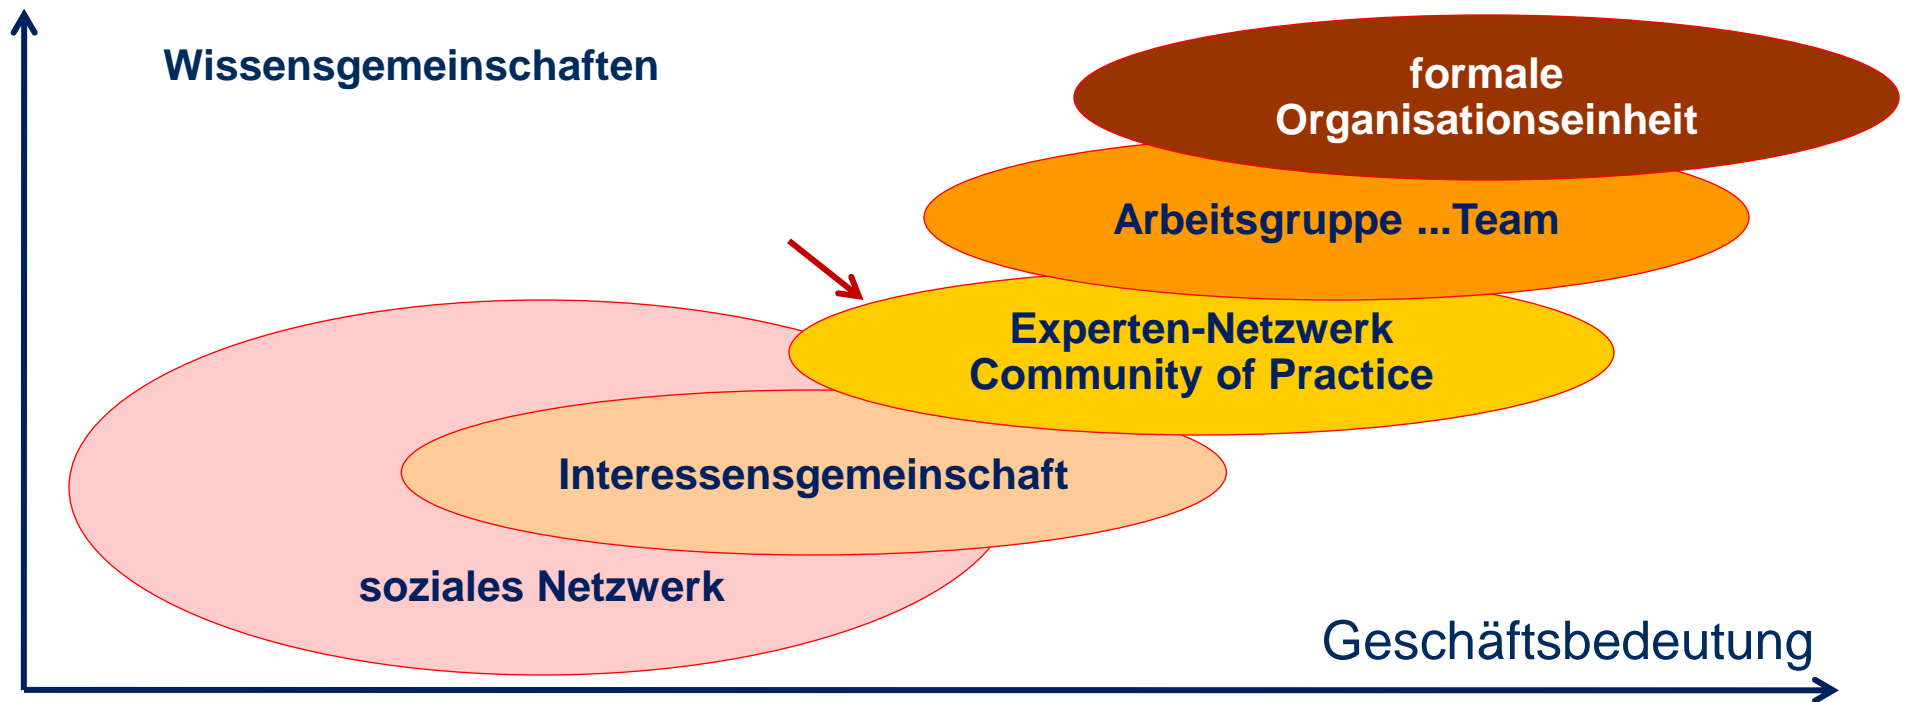 Wissensgemeinschaften
formale
Organisationseinheit
Arbeitsgruppe ...Team
Experten-Netzwerk
Community of Practice
Interessensgemeinschaft
soziales Netzwerk
Geschäftsbedeutung